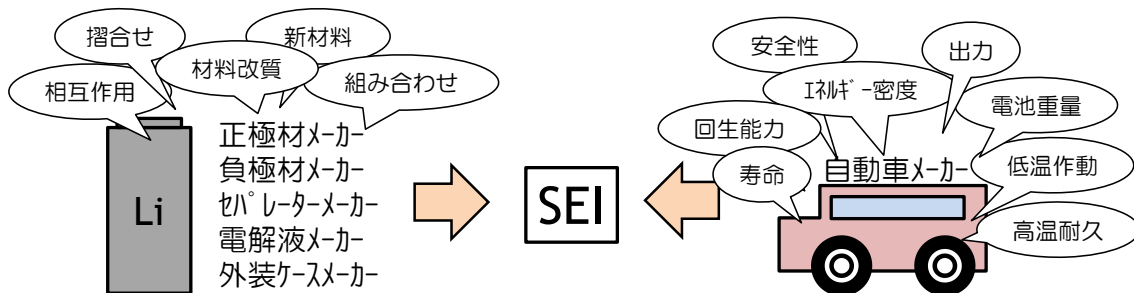 摺合せ
新材料
相互作用
材料改質
組み合わせ
Li
正極材メーカー
負極材メーカー
ｾﾊﾟﾚｰﾀｰﾒｰｶｰ
電解液ﾒｰｶｰ
外装ｹｰｽﾒｰｶｰ
SEI
安全性
出力
ｴﾈﾙｷﾞｰ密度
電池重量
回生能力
寿命
自動車ﾒｰｶｰ
低温作動
高温耐久